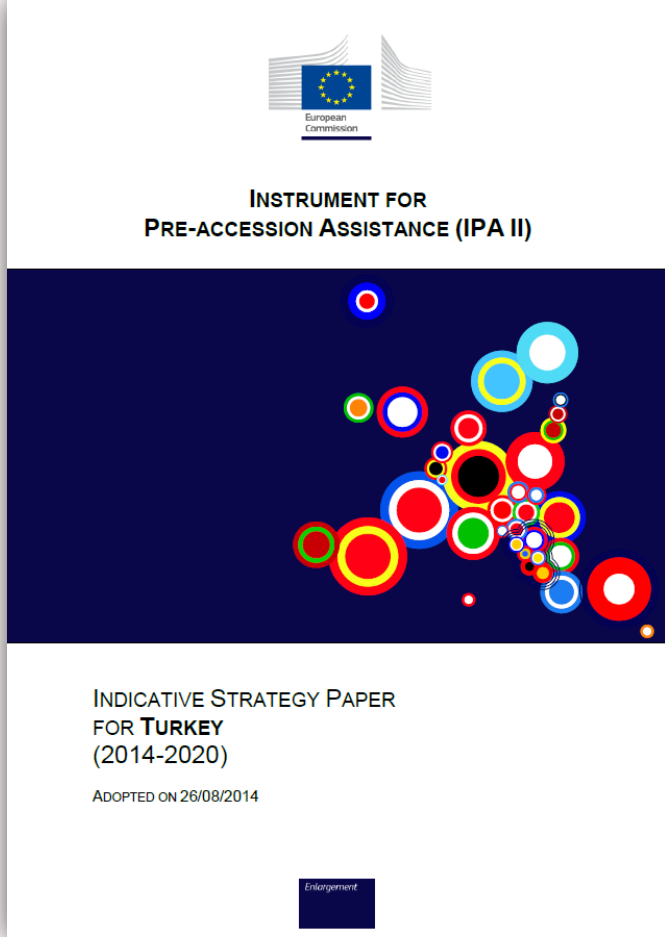 European
Commission
INSTRUMENT FOR
PRE-ACCESSION ASSISTANCE (IPA II)
INDICATIVE STRATEGY PAPER
FOR TURKEY
(2014-2020)
ADOPTED ON 26/08/2014
Enlargement